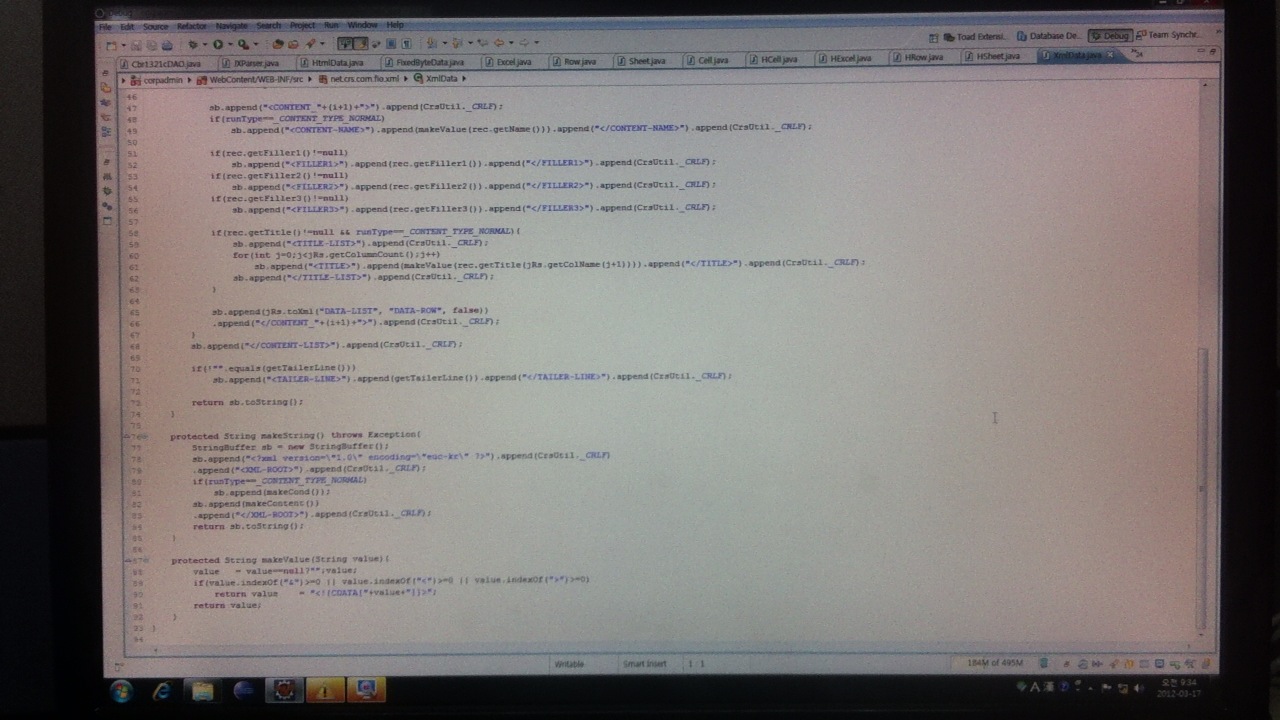 Debug
File Edit Source Refactor Navigate Search Project Run Window Help
Toad Extensi... Database De... Debug Team Synchr...
Cbr1321cDAO.java IXParser.java HtmlData.java FixedByteData.java Excel.java Row.java Sheet.java Cell.java HCell.java HExcel.java HRow.java HSheet.java XmlData.java
corpadmin WebContent/WEB-INF/src net.crs.com.fio.xml XmlData
46
47 sb.append("<CONTENT_"+(i+1)+">").append(CrsUtil._CRLF);
48 if(runType==_CONTENT_TYPE_NORMAL)
49 sb.append("<CONTENT-NAME>").append(makeValue(rec.getName())).append("</CONTENT-NAME>").append(CrsUtil._CRLF);
50
51 if(rec.getFiller1()!=null)
52 sb.append("<FILLER1>").append(rec.getFiller1()).append("</FILLER1>").append(CrsUtil._CRLF);
53 if(rec.getFiller2()!=null)
54 sb.append("<FILLER2>").append(rec.getFiller2()).append("</FILLER2>").append(CrsUtil._CRLF);
55 if(rec.getFiller3()!=null)
56 sb.append("<FILLER3>").append(rec.getFiller3()).append("</FILLER3>").append(CrsUtil._CRLF);
57
58 if(rec.getTitle()!=null && runType==_CONTENT_TYPE_NORMAL){
59 sb.append("<TITLE-LIST>").append(CrsUtil._CRLF);
60 for(int j=0;j<jRs.getColumnCount();j++)
61 sb.append("<TITLE>").append(makeValue(rec.getTitle(jRs.getColName(j+1)))).append("</TITLE>").append(CrsUtil._CRLF);
62 sb.append("</TITLE-LIST>").append(CrsUtil._CRLF);
63 }
64
65 sb.append(jRs.toXml("DATA-LIST", "DATA-ROW", false))
66 .append("</CONTENT_"+(i+1)+">").append(CrsUtil._CRLF);
67 }
68 sb.append("</CONTENT-LIST>").append(CrsUtil._CRLF);
69
70 if(!"".equals(getTailerLine()))
71 sb.append("<TAILER-LINE>").append(getTailerLine()).append("</TAILER-LINE>").append(CrsUtil._CRLF);
72
73 return sb.toString();
74 }
75
76 protected String makeString() throws Exception{
77 StringBuffer sb = new StringBuffer();
78 sb.append("<?xml version=\"1.0\" encoding=\"euc-kr\" ?>").append(CrsUtil._CRLF)
79 .append("<XML-ROOT>").append(CrsUtil._CRLF);
80 if(runType==_CONTENT_TYPE_NORMAL)
81 sb.append(makeCond());
82 sb.append(makeContent())
83 .append("</XML-ROOT>").append(CrsUtil._CRLF);
84 return sb.toString();
85 }
86
87 protected String makeValue(String value){
88 value = value==null?"":value;
89 if(value.indexOf("&")>=0 || value.indexOf("<")>=0 || value.indexOf(">")>=0)
90 return value = "<![CDATA["+value+"]]>";
91 return value;
92 }
93 }
94
Writable Smart Insert 1 : 1 184M of 495M
A 漢 오전 9:34
2012-03-17